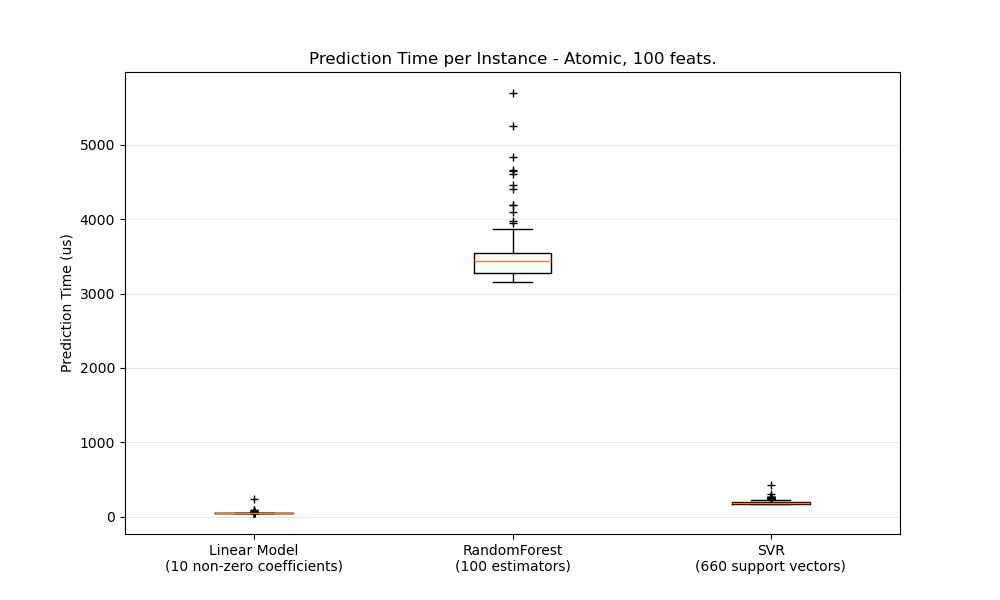 Prediction Time per Instance - Atomic, 100 feats.
Prediction Time (us)
5000
4000
3000
2000
1000
0
Linear Model
(10 non-zero coefficients)
RandomForest
(100 estimators)
SVR
(660 support vectors)